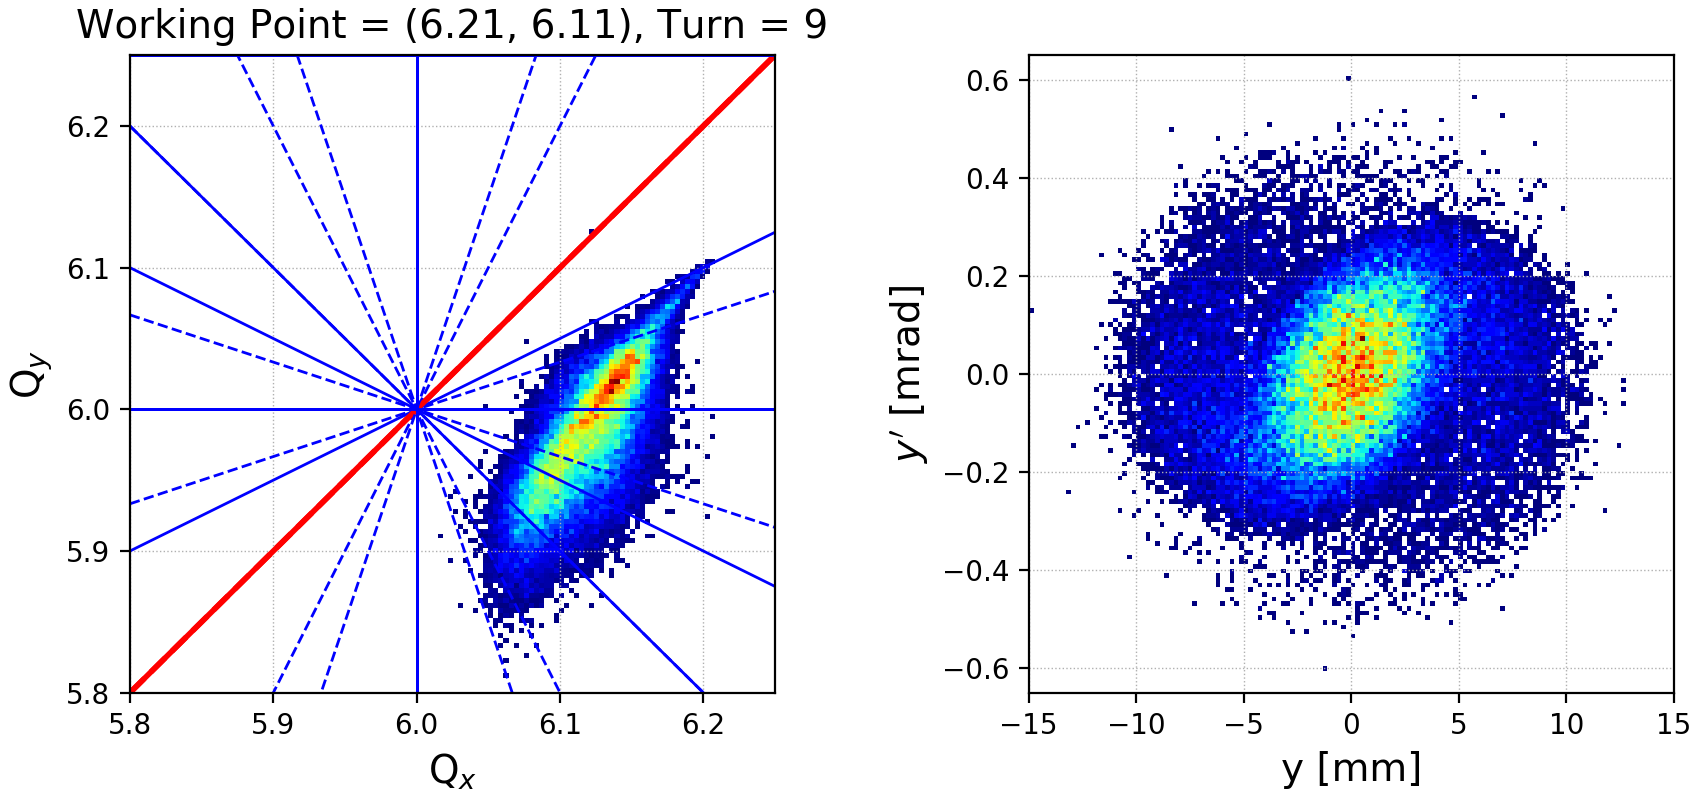 Working Point = (6.21, 6.11), Turn = 9
6.2
6.1
6.0
5.9
5.8
Qy
5.8 5.9 6.0 6.1 6.2
Qx
0.6
0.4
0.2
0.0
−0.2
−0.4
−0.6
y′ [mrad]
−15 −10 −5 0 5 10 15
y [mm]